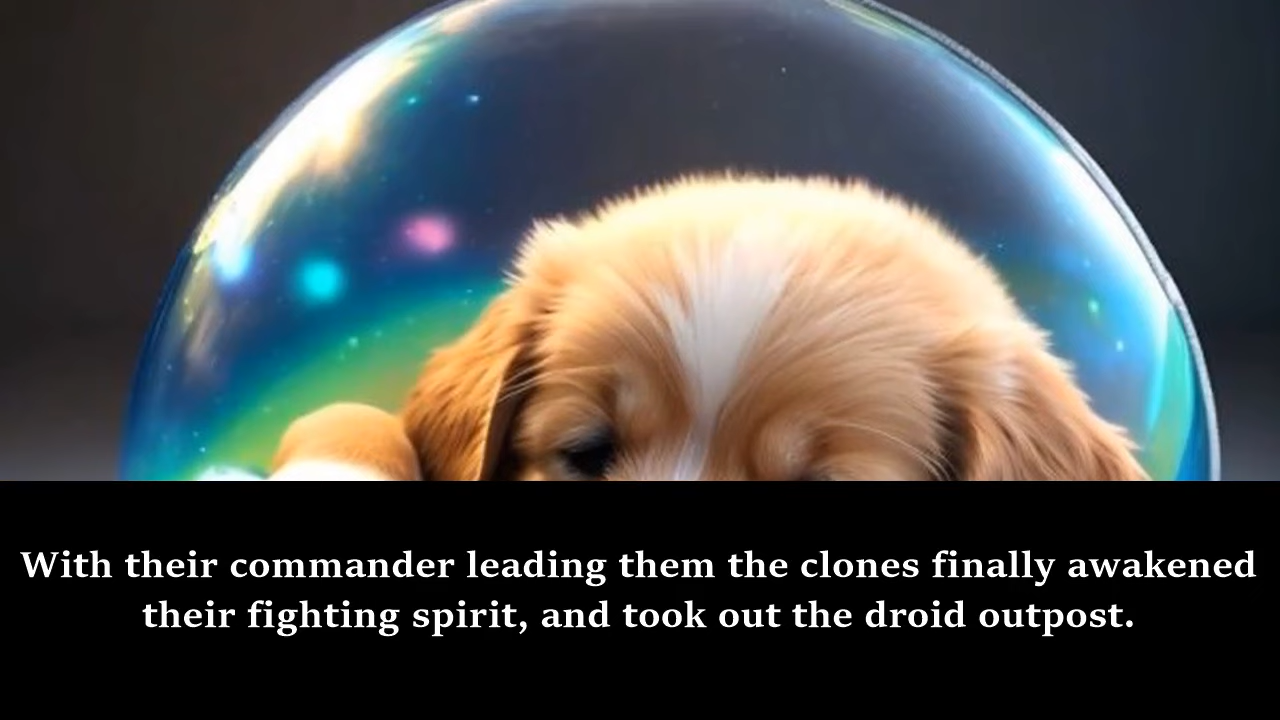 With their commander leading them the clones finally awakened
their fighting spirit, and took out the droid outpost.